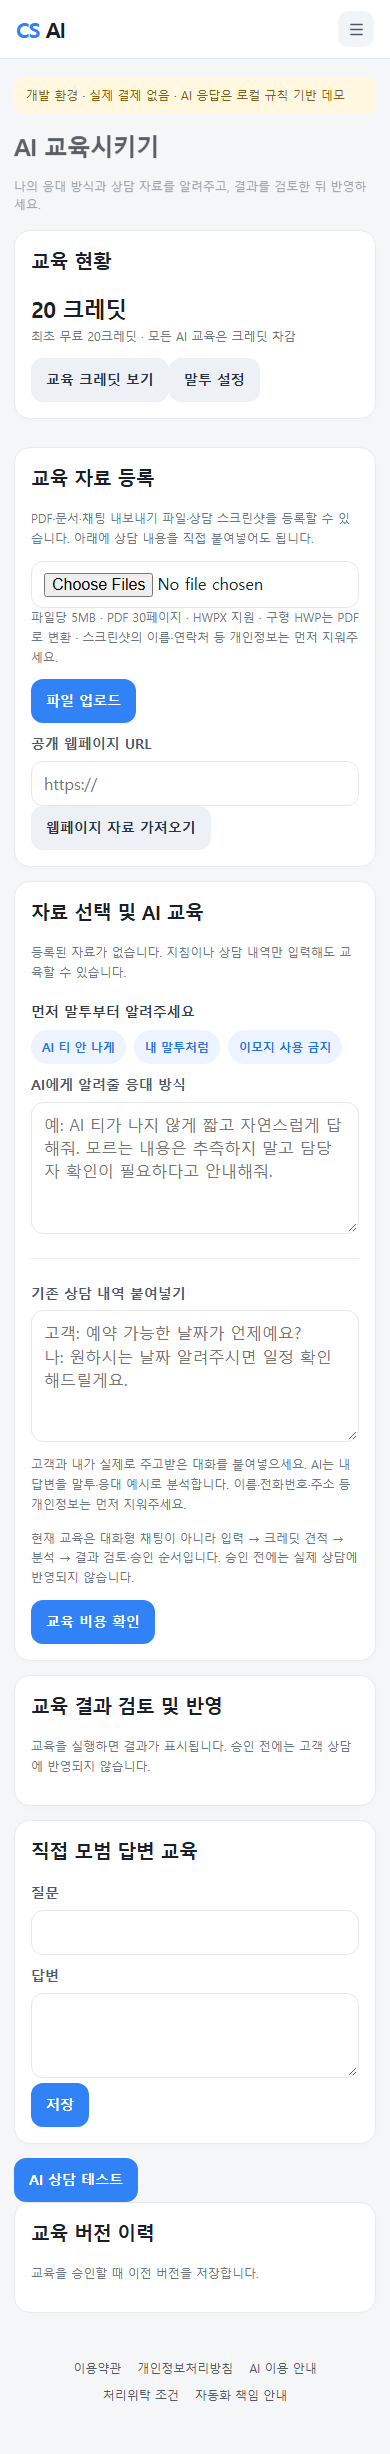 CS AI
개발 환경 · 실제 결제 없음 · AI 응답은 로컬 규칙 기반 데모
AI 교육시키기
나의 응대 방식과 상담 자료를 알려주고, 결과를 검토한 뒤 반영하
세요.
교육 현황
20 크레딧
최초 무료 20크레딧 · 모든 AI 교육은 크레딧 차감
교육 크레딧 보기 말투 설정
교육 자료 등록
PDF·문서·채팅 내보내기 파일·상담 스크린샷을 등록할 수 있
습니다. 아래에 상담 내용을 직접 붙여넣어도 됩니다.
Choose Files No file chosen
파일당 5MB · PDF 30페이지 · HWPX 지원 · 구형 HWP는 PDF
로 변환 · 스크린샷의 이름·연락처 등 개인정보는 먼저 지워주
세요.
파일 업로드
공개 웹페이지 URL
https://
웹페이지 자료 가져오기
자료 선택 및 AI 교육
등록된 자료가 없습니다. 지침이나 상담 내역만 입력해도 교
육할 수 있습니다.
먼저 말투부터 알려주세요
AI 티 안 나게 내 말투처럼 이모지 사용 금지
AI에게 알려줄 응대 방식
예: AI 티가 나지 않게 짧고 자연스럽게 답
해줘. 모르는 내용은 추측하지 말고 담당
자 확인이 필요하다고 안내해줘.
기존 상담 내역 붙여넣기
고객: 예약 가능한 날짜가 언제예요?
나: 원하시는 날짜 알려주시면 일정 확인
해드릴게요.
고객과 내가 실제로 주고받은 대화를 붙여넣으세요. AI는 내
답변을 말투·응대 예시로 분석합니다. 이름·전화번호·주소 등
개인정보는 먼저 지워주세요.
현재 교육은 대화형 채팅이 아니라 입력 → 크레딧 견적 →
분석 → 결과 검토·승인 순서입니다. 승인 전에는 실제 상담에
반영되지 않습니다.
교육 비용 확인
교육 결과 검토 및 반영
교육을 실행하면 결과가 표시됩니다. 승인 전에는 고객 상담
에 반영되지 않습니다.
직접 모범 답변 교육
질문
답변
저장
AI 상담 테스트
교육 버전 이력
교육을 승인할 때 이전 버전을 저장합니다.
이용약관 개인정보처리방침 AI 이용 안내
처리위탁 조건 자동화 책임 안내